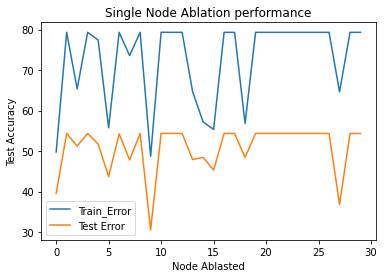 Single Node Ablation performance
80
70
60
50
40
30
Test Accuracy
Train_Error
Test Error
0 5 10 15 20 25 30
Node Ablasted